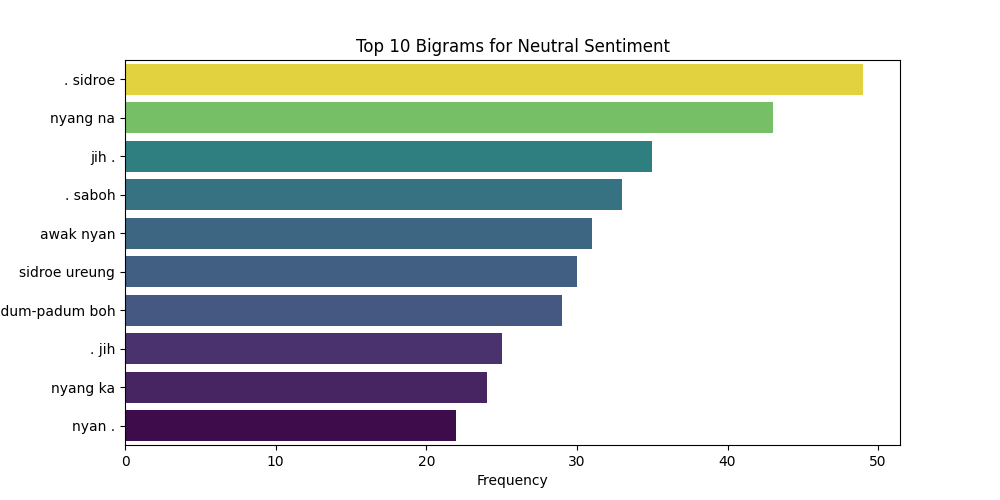 Top 10 Bigrams for Neutral Sentiment
. sidroe
nyang na
jih .
. saboh
awak nyan
sidroe ureung
dum-padum boh
. jih
nyang ka
nyan .
0 10 20 30 40 50
Frequency